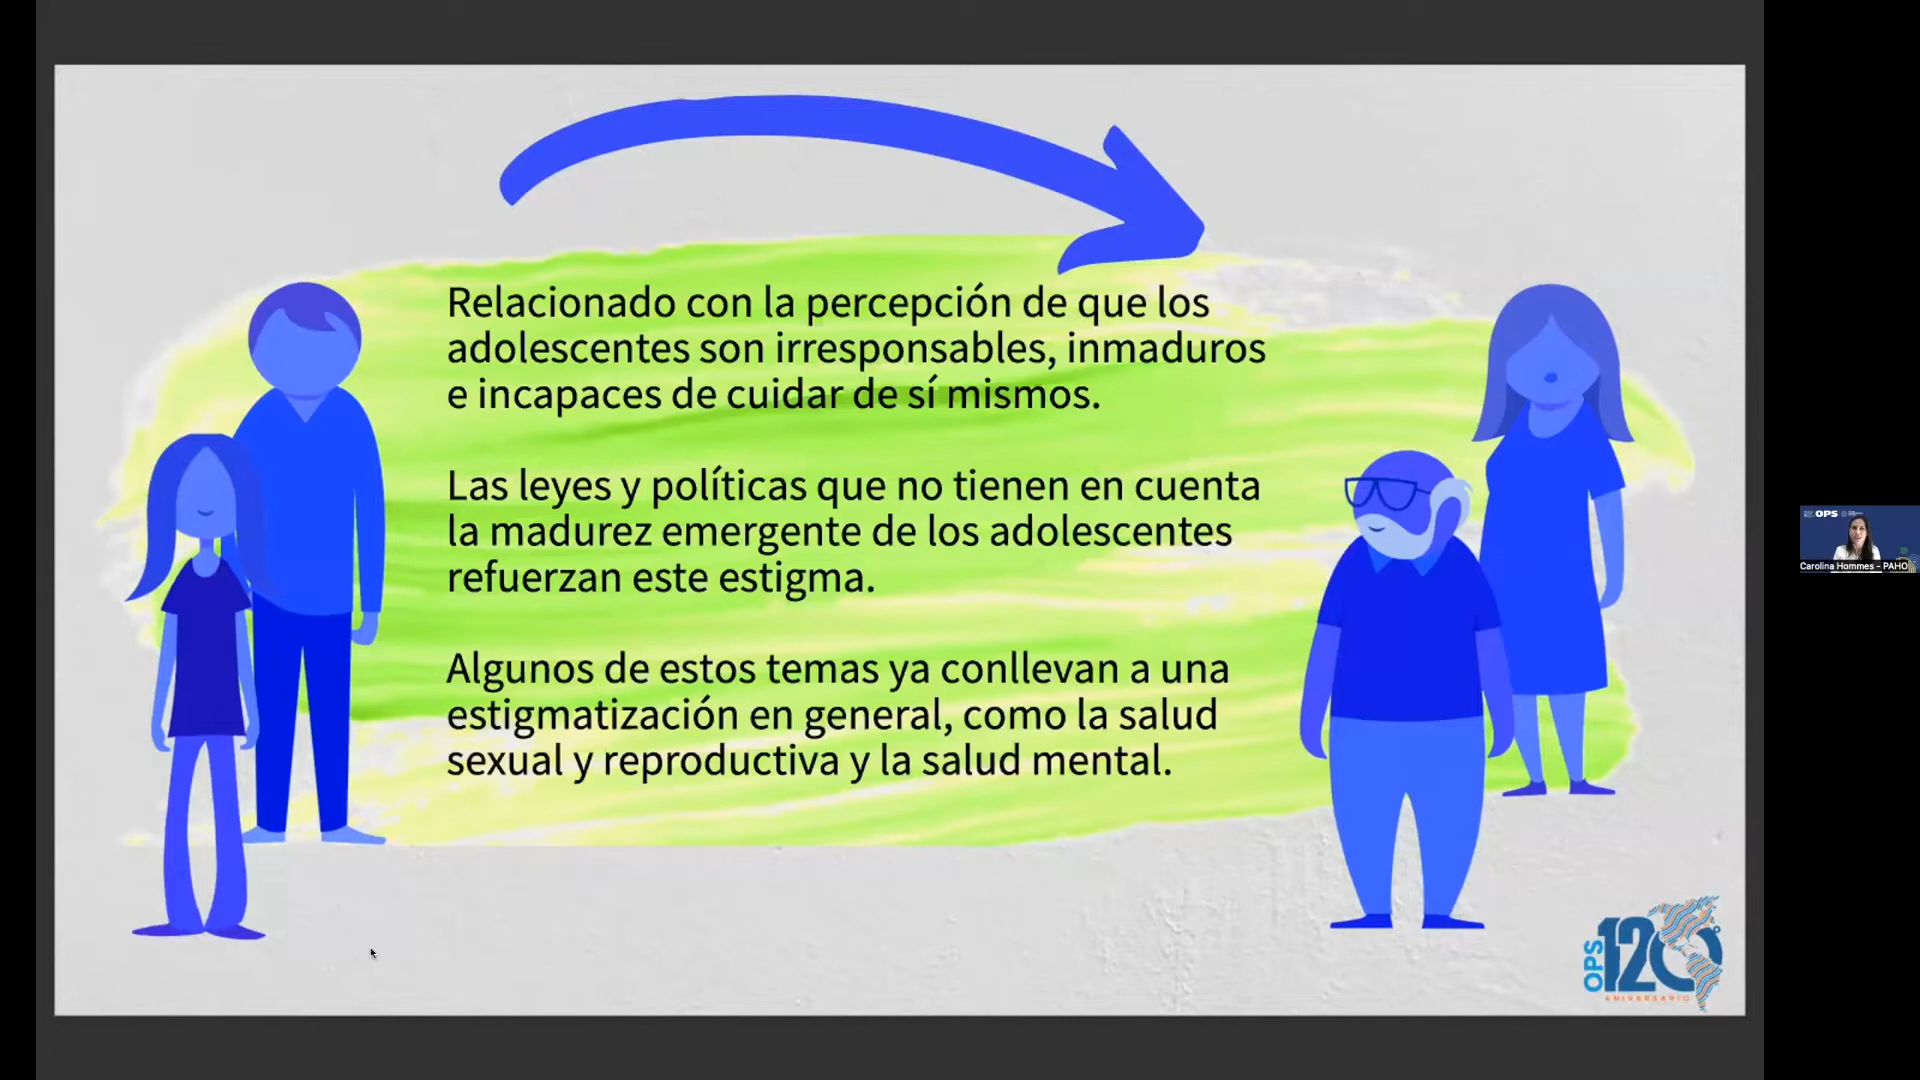 Relacionado con la percepción de que los
adolescentes son irresponsables, inmaduros
e incapaces de cuidar de sí mismos.
Las leyes y políticas que no tienen en cuenta
la madurez emergente de los adolescentes
refuerzan este estigma.
Algunos de estos temas ya conllevan a una
estigmatización en general, como la salud
sexual y reproductiva y la salud mental.
OPS
Carolina Hommes - PAHO
OPS
120
ANIVERSARIO